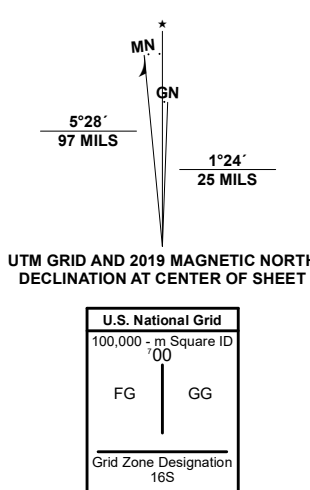 ★
MN
GN
5°28´
97 MILS
1°24´
25 MILS
UTM GRID AND 2019 MAGNETIC NORTH
DECLINATION AT CENTER OF SHEET
U.S. National Grid
100,000 - m Square ID
⁷00
FG GG
Grid Zone Designation
16S